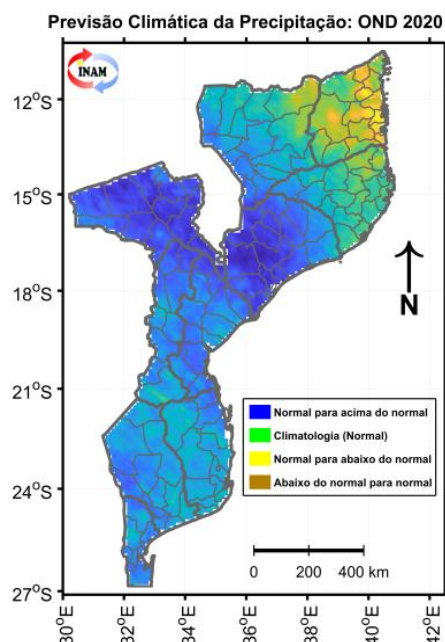 Previsão Climática da Precipitação: OND 2020
INAM
12°S
15°S
18°S
21°S
24°S
27°S
N
Normal para acima do normal
Climatologia (Normal)
Normal para abaixo do normal
Abaixo do normal para normal
0 200 400 km
30°E
32°E
34°E
36°E
38°E
40°E
42°E